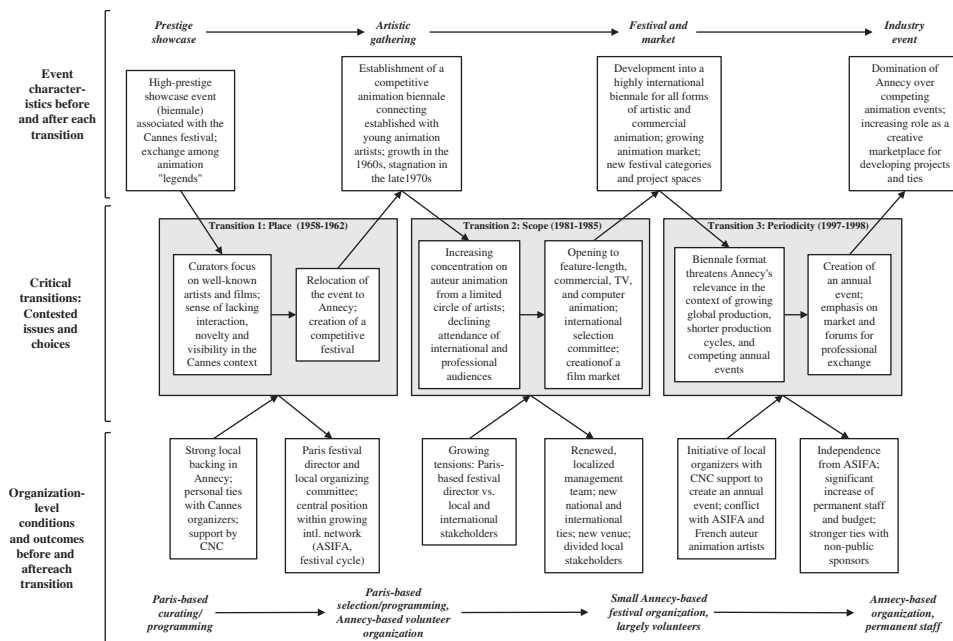 Prestige
showcase
Artistic
gathering
Festival and
market
Industry
event
Event
character-
istics before
and after each
transition
High-prestige
showcase event
(biennale)
associated with the
Cannes festival;
exchange among
animation
"legends"
Establishment of a
competitive
animation biennale
connecting
established with
young animation
artists; growth in the
1960s, stagnation in
the late1970s
Development into a
highly international
biennale for all forms
of artistic and
commercial
animation; growing
animation market;
new festival categories
and project spaces
Domination of
Annecy over
competing
animation events;
increasing role as a
creative
marketplace for
developing projects
and ties
Critical
transitions:
Contested
issues and
choices
Transition 1: Place (1958-1962)
Curators focus
on well-known
artists and films;
sense of lacking
interaction,
novelty and
visibility in the
Cannes context
Relocation of
the event to
Annecy;
creation of a
competitive
festival
Transition 2: Scope (1981-1985)
Increasing
concentration on
auteur animation
from a limited
circle of artists;
declining
attendance of
international and
professional
audiences
Opening to
feature-length,
commercial, TV,
and computer
animation;
international
selection
committee;
creationof a
film market
Transition 3: Periodicity (1997-1998)
Biennale format
threatens Annecy's
relevance in the
context of growing
global production,
shorter production
cycles, and
competing annual
events
Creation of
an annual
event;
emphasis on
market and
forums for
professional
exchange
Organization-
level
conditions
and outcomes
before and
aftereach
transition
Strong local
backing in
Annecy;
personal ties
with Cannes
organizers;
support by
CNC
Paris festival
director and
local organizing
committee;
central position
within growing
intl. network
(ASIFA,
festival cycle)
Growing
tensions: Paris-
based festival
director vs.
local and
international
stakeholders
Renewed,
localized
management
team; new
national and
international
ties; new venue;
divided local
stakeholders
Initiative of local
organizers with
CNC support to
create an annual
event; conflict
with ASIFA and
French auteur
animation artists
Independence
from ASIFA;
significant
increase of
permanent staff
and budget;
stronger ties with
non-public
sponsors
Paris-based
curating/
programming
Paris-based
selection/programming,
Annecy-based volunteer
organization
Small Annecy-based
festival organization,
largely volunteers
Annecy-based
organization,
permanent staff